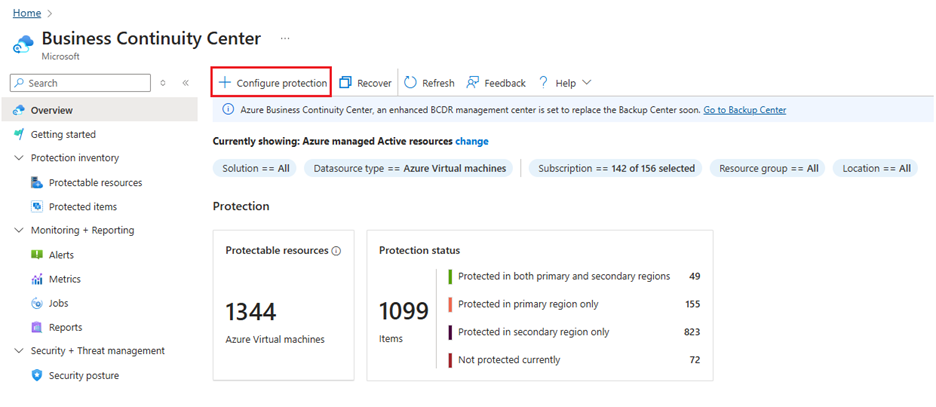 Home
Business Continuity Center ...
Microsoft
Search
Configure protection
Recover
Refresh
Feedback
Help
Overview
Getting started
Protection inventory
Protectable resources
Protected items
Monitoring + Reporting
Alerts
Metrics
Jobs
Reports
Security + Threat management
Security posture
Azure Business Continuity Center, an enhanced BCDR management center is set to replace the Backup Center soon. Go to Backup Center
Currently showing: Azure managed Active resources change
Solution == All
Datasource type == Azure Virtual machines
Subscription == 142 of 156 selected
Resource group == All
Location == All
Protection
Protectable resources
1344
Azure Virtual machines
Protection status
1099
Items
Protected in both primary and secondary regions 49
Protected in primary region only 155
Protected in secondary region only 823
Not protected currently 72